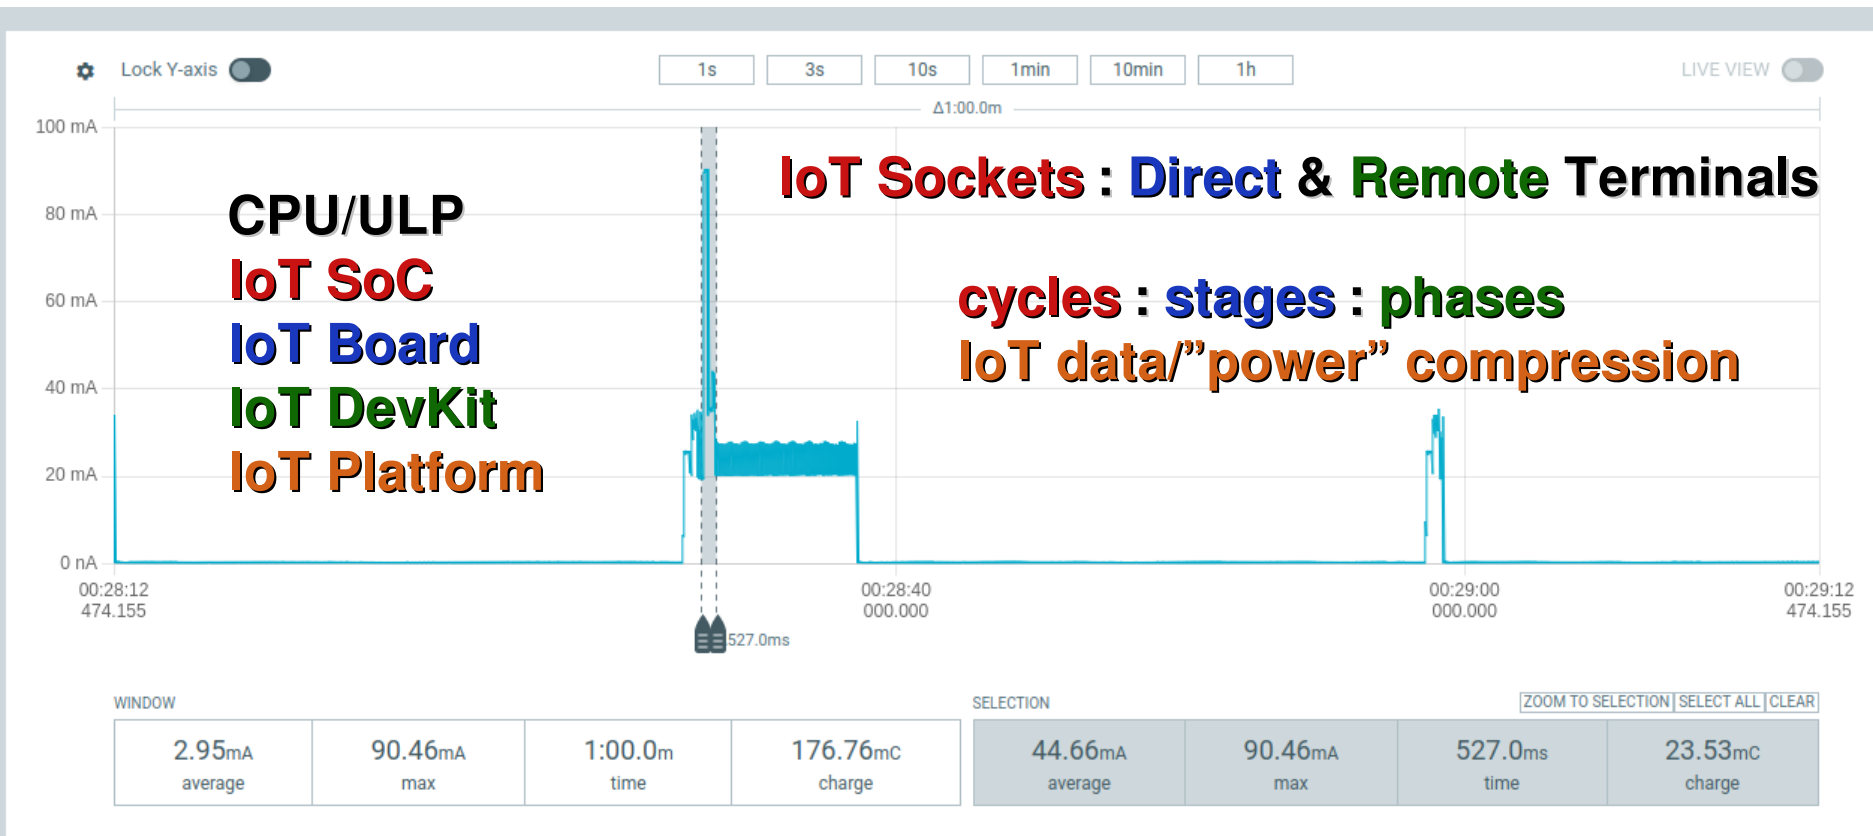 Lock Y-axis
1s 3s 10s 1min 10min 1h
LIVE VIEW
Δ1:00.0m
100 mA
80 mA
60 mA
40 mA
20 mA
0 nA
CPU/ULP
IoT SoC
IoT Board
IoT DevKit
IoT Platform
IoT Sockets : Direct & Remote Terminals
cycles : stages : phases
IoT data/”power” compression
00:28:12
474.155
00:28:40
000.000
00:29:00
000.000
00:29:12
474.155
527.0ms
WINDOW
2.95mA 90.46mA 1:00.0m 176.76mC
average max time charge
SELECTION
ZOOM TO SELECTION SELECT ALL CLEAR
44.66mA 90.46mA 527.0ms 23.53mC
average max time charge